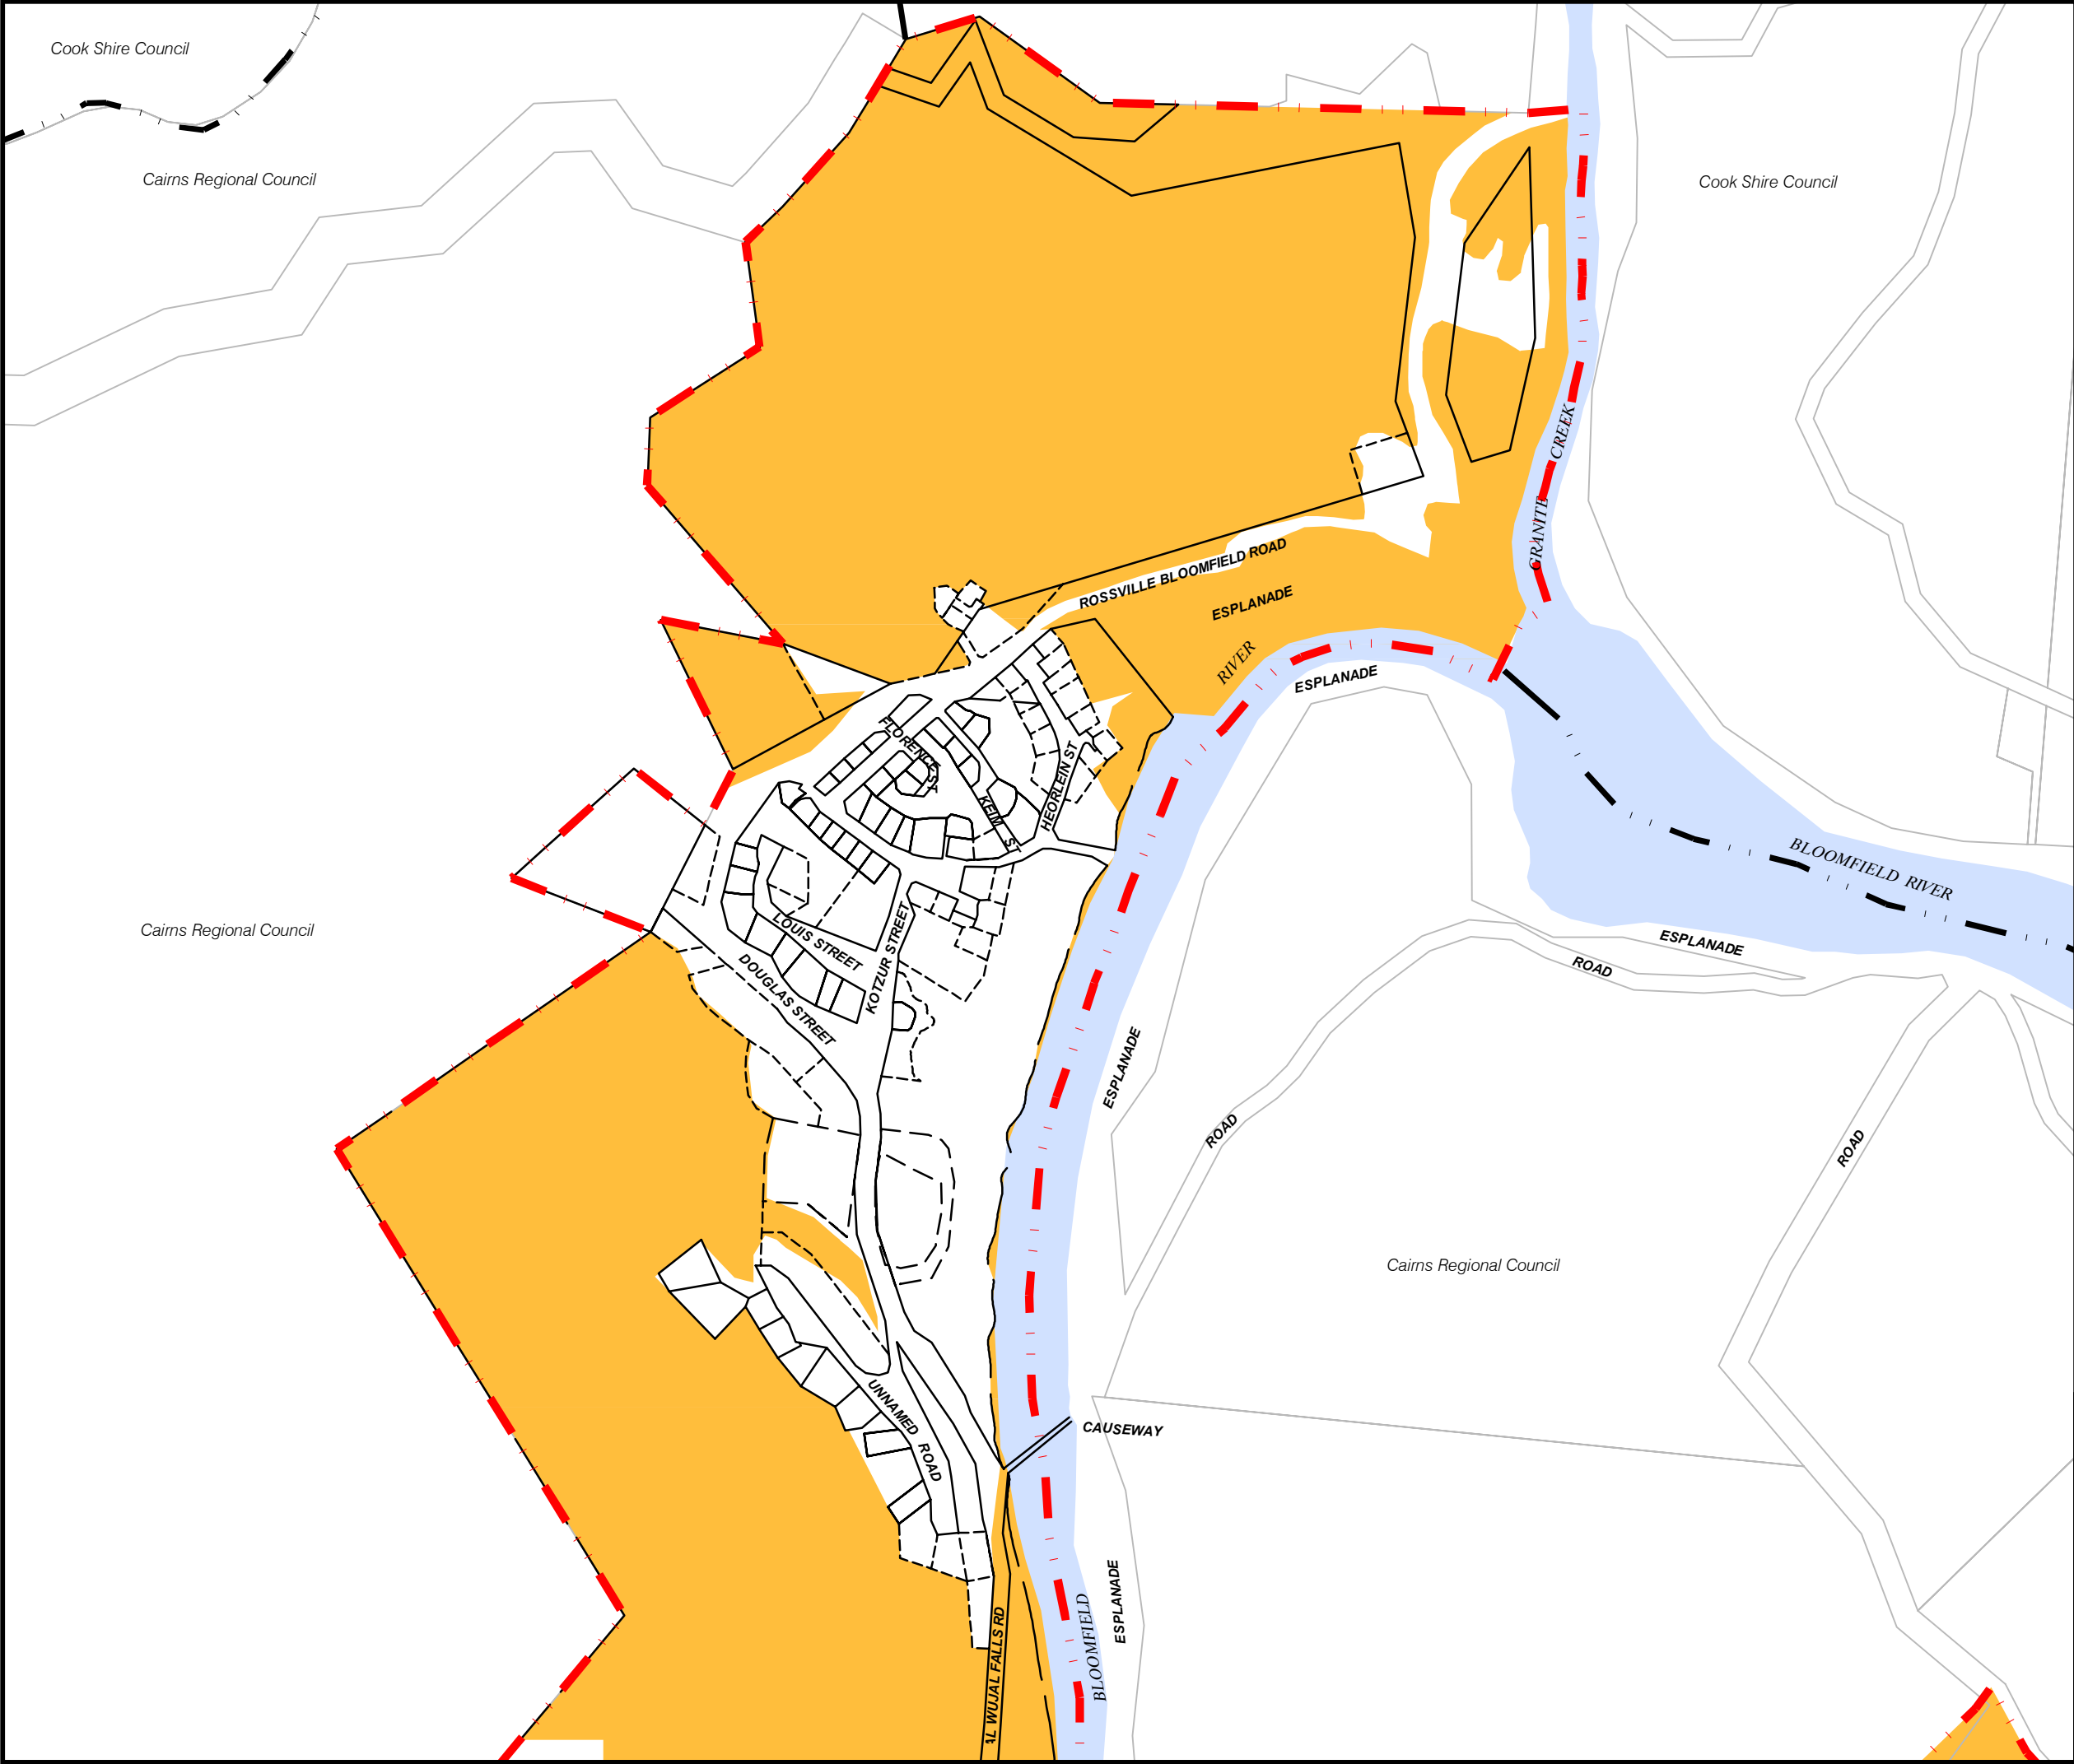 Cook Shire Council
Cairns Regional Council
Cook Shire Council
GRANITE CREEK
ROSSVILLE BLOOMFIELD ROAD
ESPLANADE
RIVER
ESPLANADE
FLORENCE ST
KEIM ST
HEORLEIN ST
BLOOMFIELD RIVER
Cairns Regional Council
LOUIS STREET
KOTZUR STREET
DOUGLAS STREET
ESPLANADE
ROAD
ESPLANADE
ROAD
ROAD
Cairns Regional Council
UNNAMED ROAD
CAUSEWAY
ESPLANADE
BLOOMFIELD
WUJAL FALLS RD